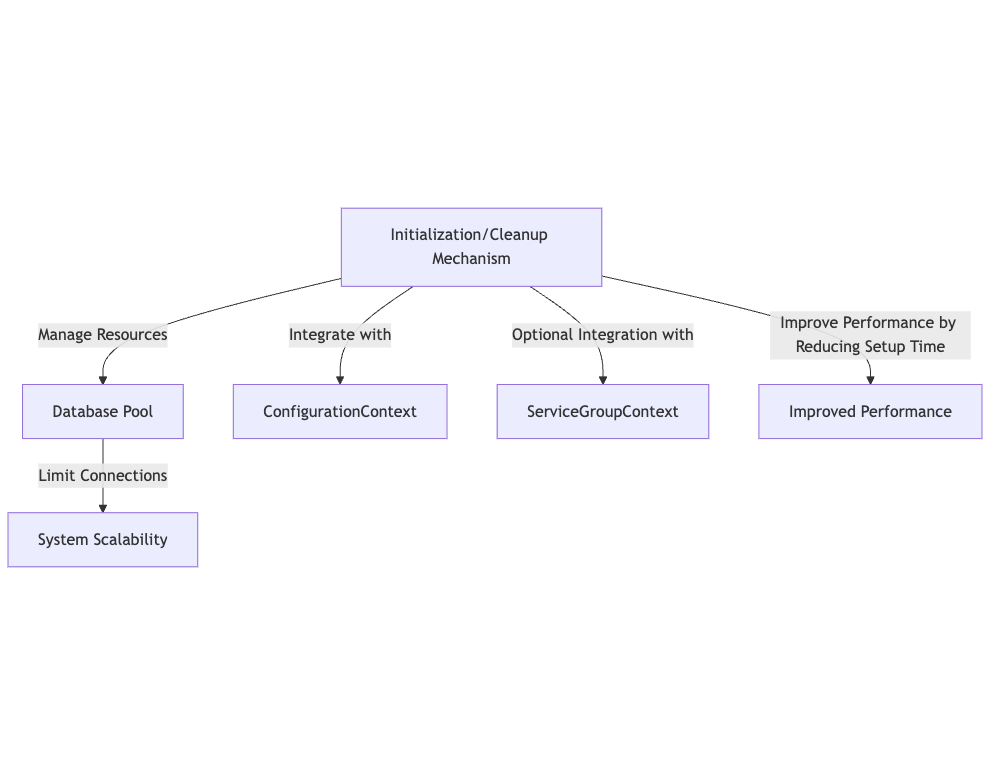 Initialization/Cleanup
Mechanism
Manage Resources
Integrate with
Optional Integration with
Improve Performance by
Reducing Setup Time
Database Pool
ConfigurationContext
ServiceGroupContext
Improved Performance
Limit Connections
System Scalability